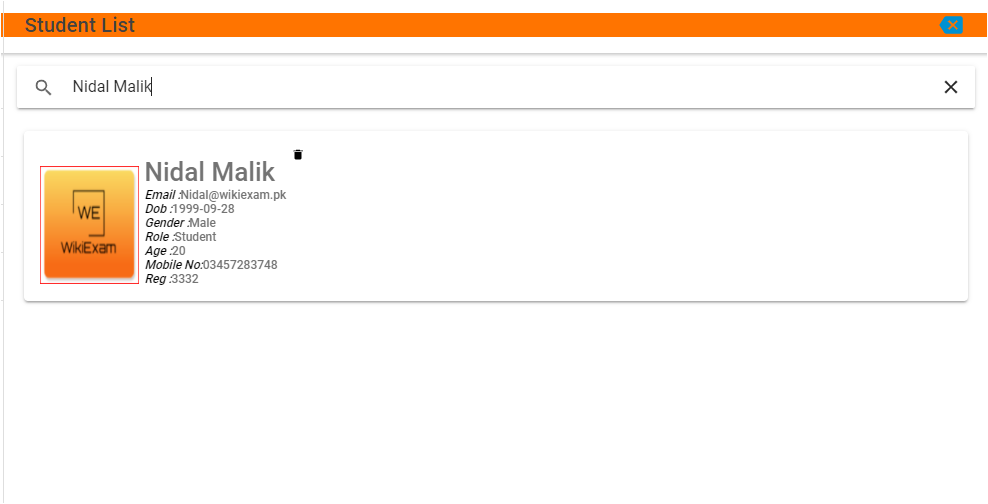 Student List
Nidal Malik
Nidal Malik
Email :Nidal@wikiexam.pk
Dob :1999-09-28
Gender :Male
Role :Student
Age :20
Mobile No:03457283748
Reg :3332
WE
WikiExam